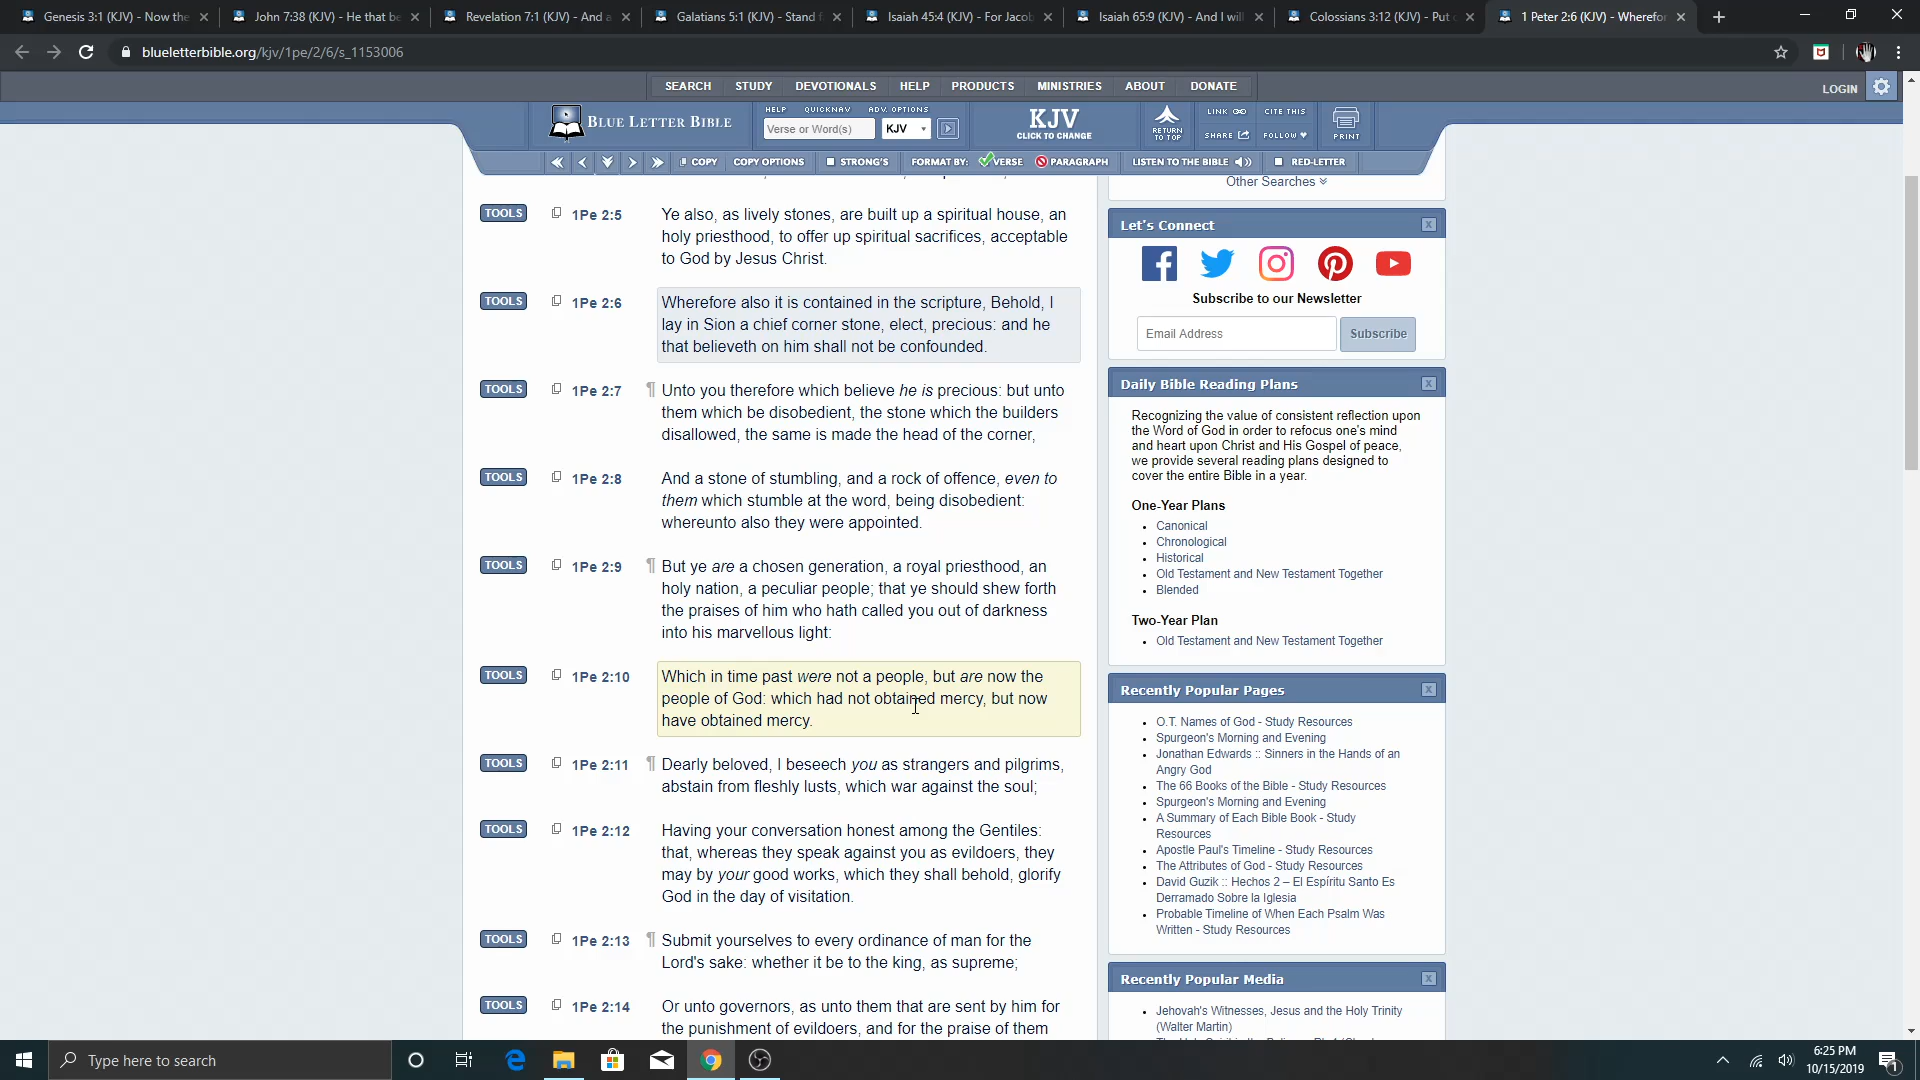 Genesis 3:1 (KJV) - Now the
John 7:38 (KJV) - He that be
Revelation 7:1 (KJV) - And a
Galatians 5:1 (KJV) - Stand f
Isaiah 45:4 (KJV) - For Jacob
Isaiah 65:9 (KJV) - And I will
Colossians 3:12 (KJV) - Put o
1 Peter 2:6 (KJV) - Wherefor
blueletterbible.org/kjv/1pe/2/6/s_1153006
SEARCH STUDY DEVOTIONALS HELP PRODUCTS MINISTRIES ABOUT DONATE
LOGIN
BLUE LETTER BIBLE
HELP QUICKNAV ADV. OPTIONS
Verse or Word(s) KJV
KJV
CLICK TO CHANGE
RETURN
TO TOP
LINK CITE THIS
SHARE FOLLOW
PRINT
COPY COPY OPTIONS STRONG'S FORMAT BY: VERSE PARAGRAPH LISTEN TO THE BIBLE RED-LETTER
TOOLS 1Pe 2:5 Ye also, as lively stones, are built up a spiritual house, an
holy priesthood, to offer up spiritual sacrifices, acceptable
to God by Jesus Christ.
TOOLS 1Pe 2:6 Wherefore also it is contained in the scripture, Behold, I
lay in Sion a chief corner stone, elect, precious: and he
that believeth on him shall not be confounded.
TOOLS 1Pe 2:7 ¶ Unto you therefore which believe he is precious: but unto
them which be disobedient, the stone which the builders
disallowed, the same is made the head of the corner,
TOOLS 1Pe 2:8 And a stone of stumbling, and a rock of offence, even to
them which stumble at the word, being disobedient:
whereunto also they were appointed.
TOOLS 1Pe 2:9 ¶ But ye are a chosen generation, a royal priesthood, an
holy nation, a peculiar people; that ye should shew forth
the praises of him who hath called you out of darkness
into his marvellous light:
TOOLS 1Pe 2:10 Which in time past were not a people, but are now the
people of God: which had not obtained mercy, but now
have obtained mercy.
TOOLS 1Pe 2:11 ¶ Dearly beloved, I beseech you as strangers and pilgrims,
abstain from fleshly lusts, which war against the soul;
TOOLS 1Pe 2:12 Having your conversation honest among the Gentiles:
that, whereas they speak against you as evildoers, they
may by your good works, which they shall behold, glorify
God in the day of visitation.
TOOLS 1Pe 2:13 ¶ Submit yourselves to every ordinance of man for the
Lord's sake: whether it be to the king, as supreme;
TOOLS 1Pe 2:14 Or unto governors, as unto them that are sent by him for
the punishment of evildoers, and for the praise of them
Other Searches
Let's Connect
Subscribe to our Newsletter
Email Address Subscribe
Daily Bible Reading Plans
Recognizing the value of consistent reflection upon
the Word of God in order to refocus one's mind
and heart upon Christ and His Gospel of peace,
we provide several reading plans designed to
cover the entire Bible in a year.
One-Year Plans
Canonical
Chronological
Historical
Old Testament and New Testament Together
Blended
Two-Year Plan
Old Testament and New Testament Together
Recently Popular Pages
O.T. Names of God - Study Resources
Spurgeon's Morning and Evening
Jonathan Edwards :: Sinners in the Hands of an
Angry God
The 66 Books of the Bible - Study Resources
Spurgeon's Morning and Evening
A Summary of Each Bible Book - Study
Resources
Apostle Paul's Timeline - Study Resources
The Attributes of God - Study Resources
David Guzik :: Hechos 2 – El Espíritu Santo Es
Derramado Sobre la Iglesia
Probable Timeline of When Each Psalm Was
Written - Study Resources
Recently Popular Media
Jehovah's Witnesses, Jesus and the Holy Trinity
(Walter Martin)
Type here to search
6:25 PM
10/15/2019
1